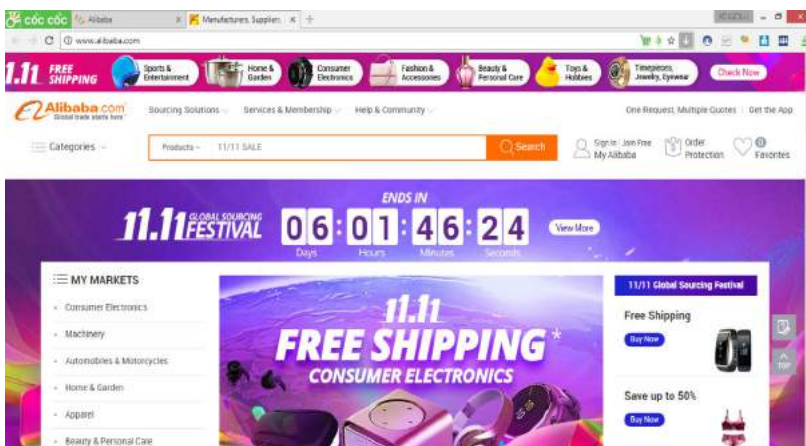 cốc cốc
Alibaba
Manufacturers, Suppliers,
www.alibaba.com
1.11 FREE SHIPPING
Sports & Entertainment
Home & Garden
Consumer Electronics
Fashion & Accessories
Beauty & Personal Care
Toys & Hobbies
Timepieces, Jewelry, Eyewear
Check Now
Alibaba.com
Global trade starts here
Sourcing Solutions
Services & Membership
Help & Community
One Request, Multiple Quotes
Get the App
Categories
Products
11/11 SALE
Search
Sign In Join Free
My Alibaba
Order Protection
0
Favorites
ENDS IN
11.11 GLOBAL SOURCING FESTIVAL
06 : 01 : 46 : 24
Days Hours Minutes Seconds
View More
MY MARKETS
Consumer Electronics
Machinery
Automobiles & Motorcycles
Home & Garden
Apparel
Beauty & Personal Care
11.11
FREE SHIPPING*
CONSUMER ELECTRONICS
11/11 Global Sourcing Festival
Free Shipping
Buy Now
Save up to 50%
Buy Now
TOP